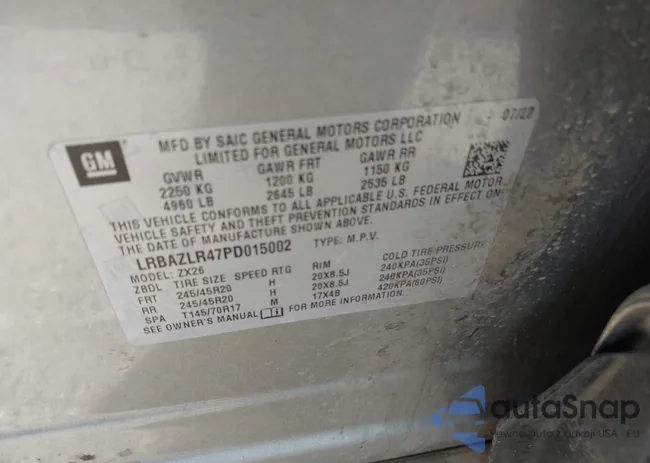 GM
07/22
MFD BY SAIC GENERAL MOTORS CORPORATION
LIMITED FOR GENERAL MOTORS LLC
GVWR GAWR FRT GAWR RR
2250 KG 1200 KG 1150 KG
4960 LB 2645 LB 2535 LB
THIS VEHICLE CONFORMS TO ALL APPLICABLE U.S. FEDERAL MOTOR
VEHICLE SAFETY AND THEFT PREVENTION STANDARDS IN EFFECT ON
THE DATE OF MANUFACTURE SHOWN ABOVE.
LRBAZLR47PD015002 TYPE: M.P.V.
MODEL: ZX26
ZBDL TIRE SIZE SPEED RTG RIM COLD TIRE PRESSURE
FRT 245/45R20 H 20X8.5J 240KPA(35PSI)
RR 245/45R20 H 20X8.5J 240KPA(35PSI)
SPA T145/70R17 M 17X4B 420KPA(60PSI)
SEE OWNER'S MANUAL FOR MORE INFORMATION.
autoSnap